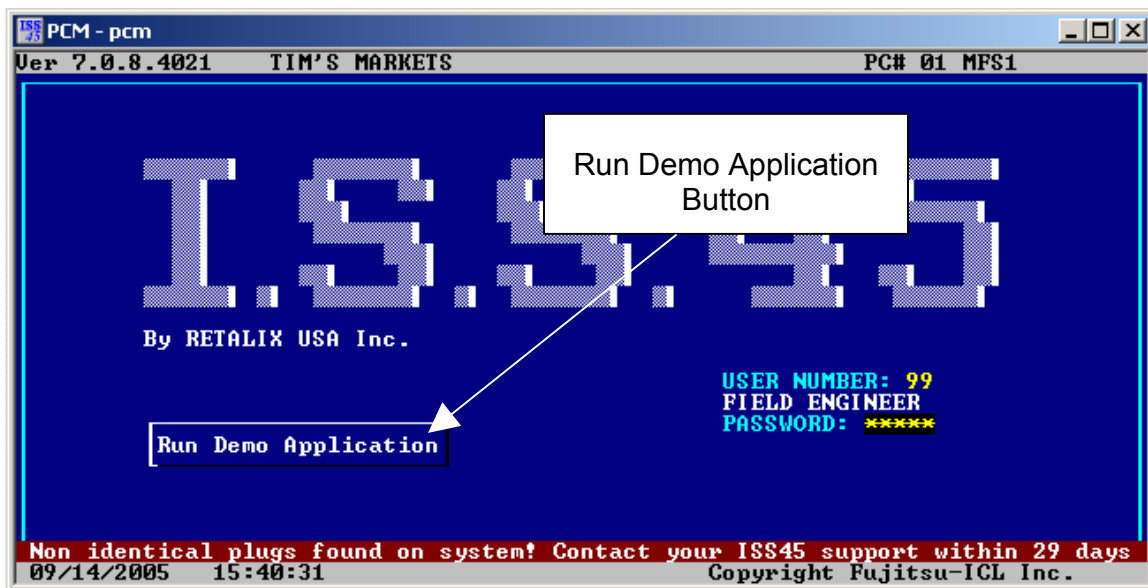 ISS 45 PCM - pcm
Ver 7.0.8.4021 TIM'S MARKETS PC# 01 MFS1
Run Demo Application
Button
I.S.S.45
By RETALIX USA Inc.
USER NUMBER: 99
FIELD ENGINEER
PASSWORD: *****
Run Demo Application
Non identical plugs found on system! Contact your ISS45 support within 29 days
09/14/2005 15:40:31 Copyright Fujitsu-ICL Inc.